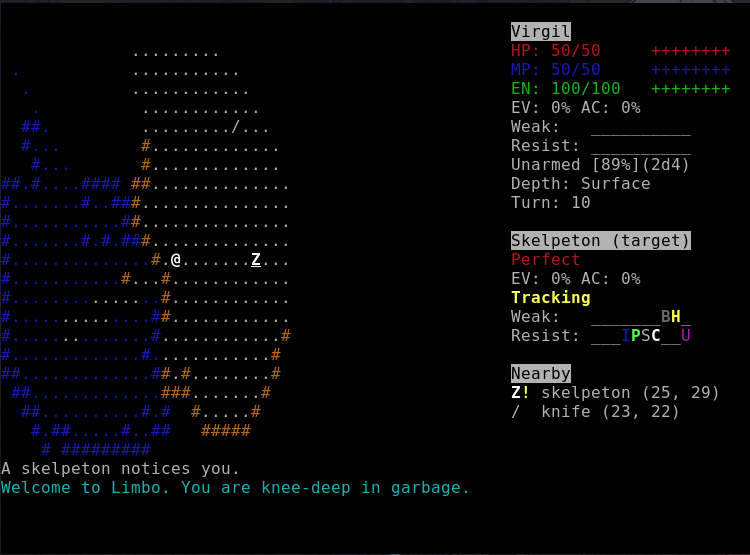 Virgil
HP: 50/50 ++++++++
MP: 50/50 ++++++++
EN: 100/100 ++++++++
EV: 0% AC: 0%
Weak: __________
Resist: __________
Unarmed [89%](2d4)
Depth: Surface
Turn: 10
Skelpeton (target)
Perfect
EV: 0% AC: 0%
Tracking
Weak: _______BH_
Resist: ___IPSC__U
Nearby
Z! skelpeton (25, 29)
/ knife (23, 22)
A skelpeton notices you.
Welcome to Limbo. You are knee-deep in garbage.